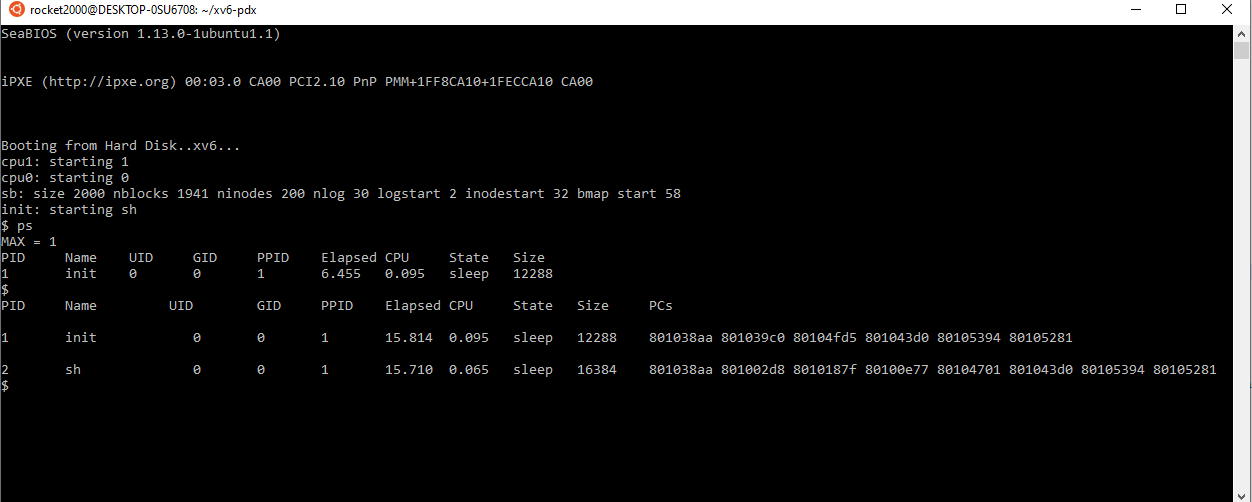 rocket2000@DESKTOP-0SU6708: ~/xv6-pdx
SeaBIOS (version 1.13.0-1ubuntu1.1)
iPXE (http://ipxe.org) 00:03.0 CA00 PCI2.10 PnP PMM+1FF8CA10+1FECCA10 CA00
Booting from Hard Disk..xv6...
cpu1: starting 1
cpu0: starting 0
sb: size 2000 nblocks 1941 ninodes 200 nlog 30 logstart 2 inodestart 32 bmap start 58
init: starting sh
$ ps
MAX = 1
PID     Name    UID     GID     PPID    Elapsed CPU     State   Size
1       init    0       0       1       6.455   0.095   sleep   12288
$
PID     Name         UID        GID     PPID    Elapsed CPU     State   Size     PCs
1       init            0       0       1       15.814  0.095   sleep   12288    801038aa 801039c0 80104fd5 801043d0 80105394 80105281
2       sh              0       0       1       15.710  0.065   sleep   16384    801038aa 801002d8 8010187f 80100e77 80104701 801043d0 80105394 80105281
$